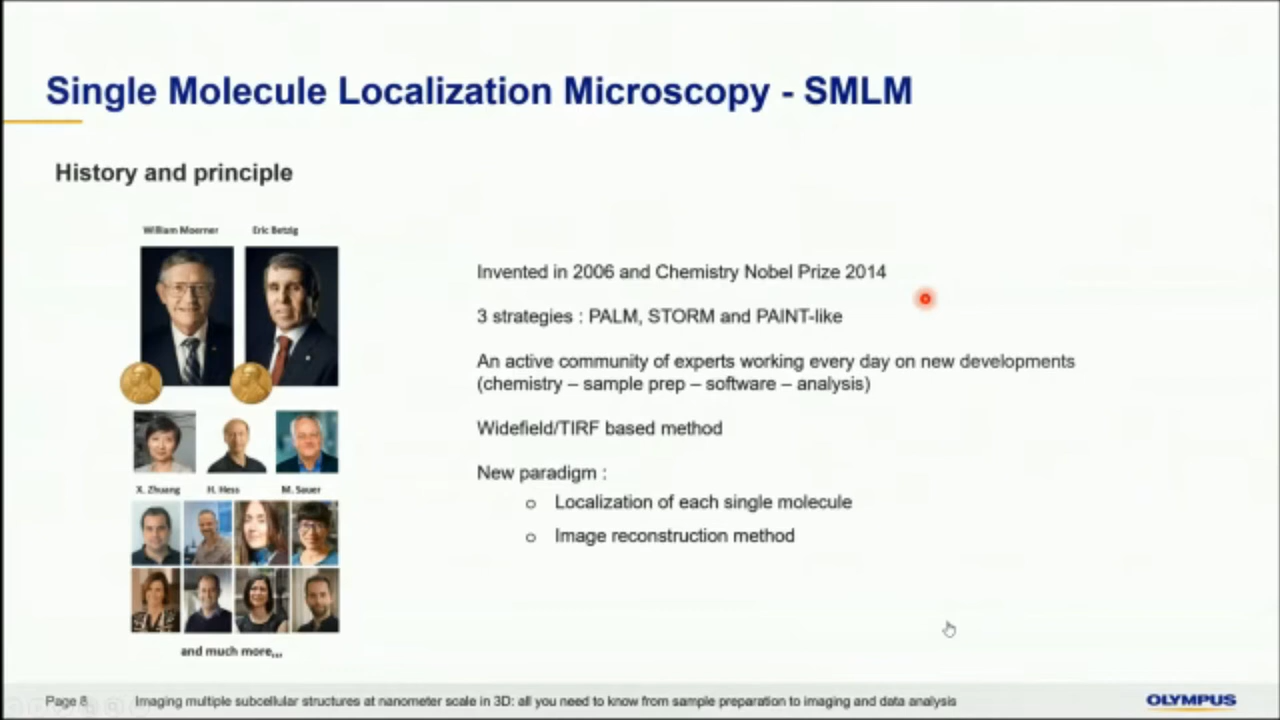 Single Molecule Localization Microscopy - SMLM
History and principle
William Moerner
Eric Betzig
Invented in 2006 and Chemistry Nobel Prize 2014
3 strategies : PALM, STORM and PAINT-like
An active community of experts working every day on new developments
(chemistry – sample prep – software – analysis)
Widefield/TIRF based method
New paradigm :
o Localization of each single molecule
o Image reconstruction method
X. Zhuang
H. Hess
M. Sauer
and much more,,,
Page 8
Imaging multiple subcellular structures at nanometer scale in 3D: all you need to know from sample preparation to imaging and data analysis
OLYMPUS